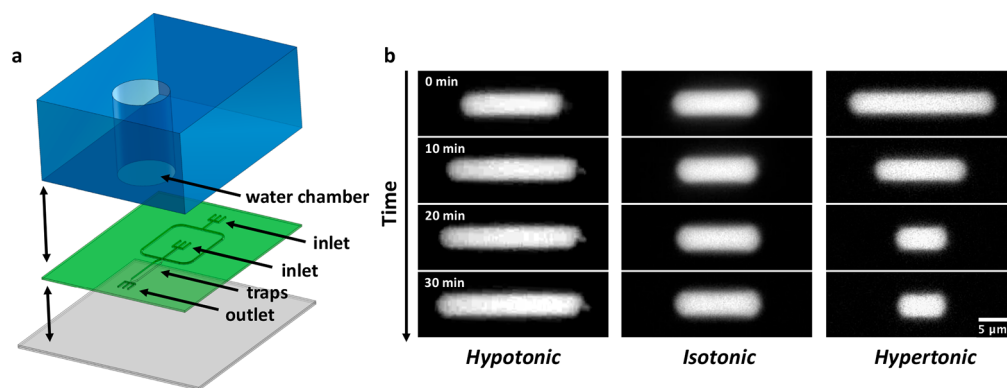 a
water chamber
inlet
inlet
traps
outlet
b
Time
0 min
10 min
20 min
30 min
5 μm
Hypotonic
Isotonic
Hypertonic